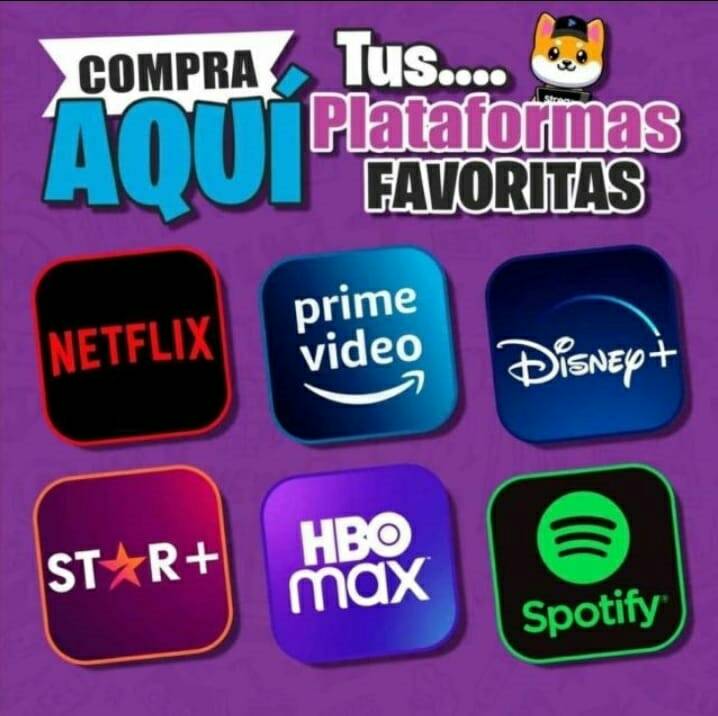 COMPRA
AQUÍ
Tus....
Plataformas
FAVORITAS
NETFLIX
prime
video
Disney+
ST★R+
HBO
max
Spotify